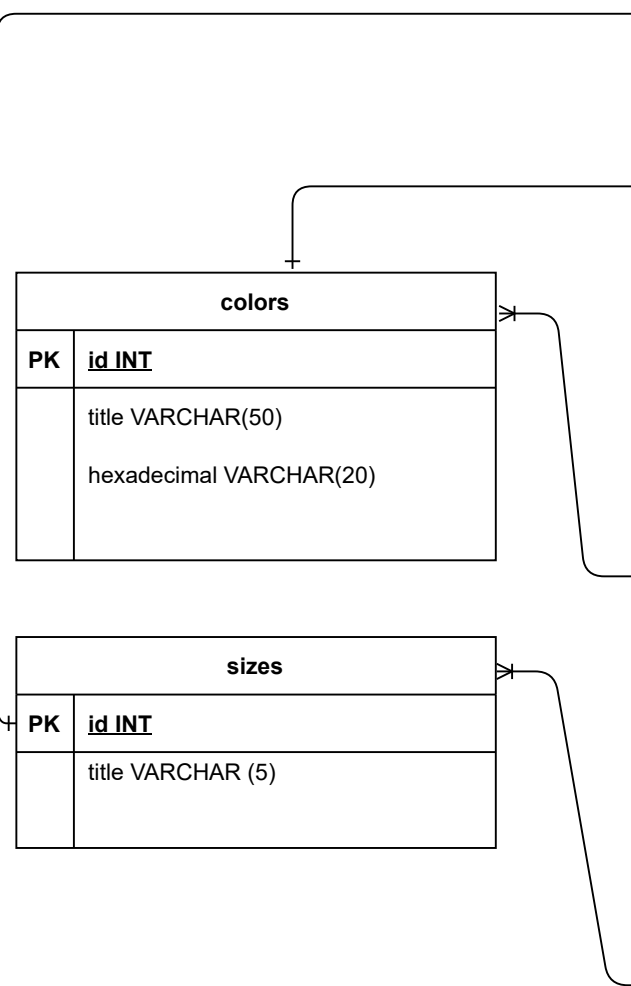 colors
PK id INT
title VARCHAR(50)
hexadecimal VARCHAR(20)
sizes
PK id INT
title VARCHAR (5)